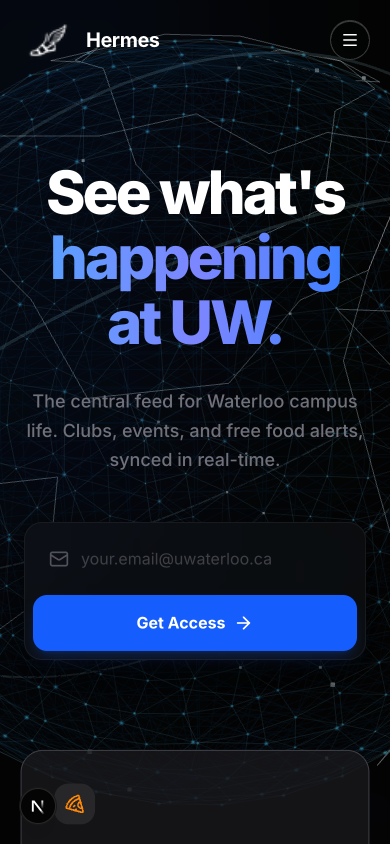 Hermes
See what's
happening
at UW.
The central feed for Waterloo campus
life. Clubs, events, and free food alerts,
synced in real-time.
your.email@uwaterloo.ca
Get Access →
N